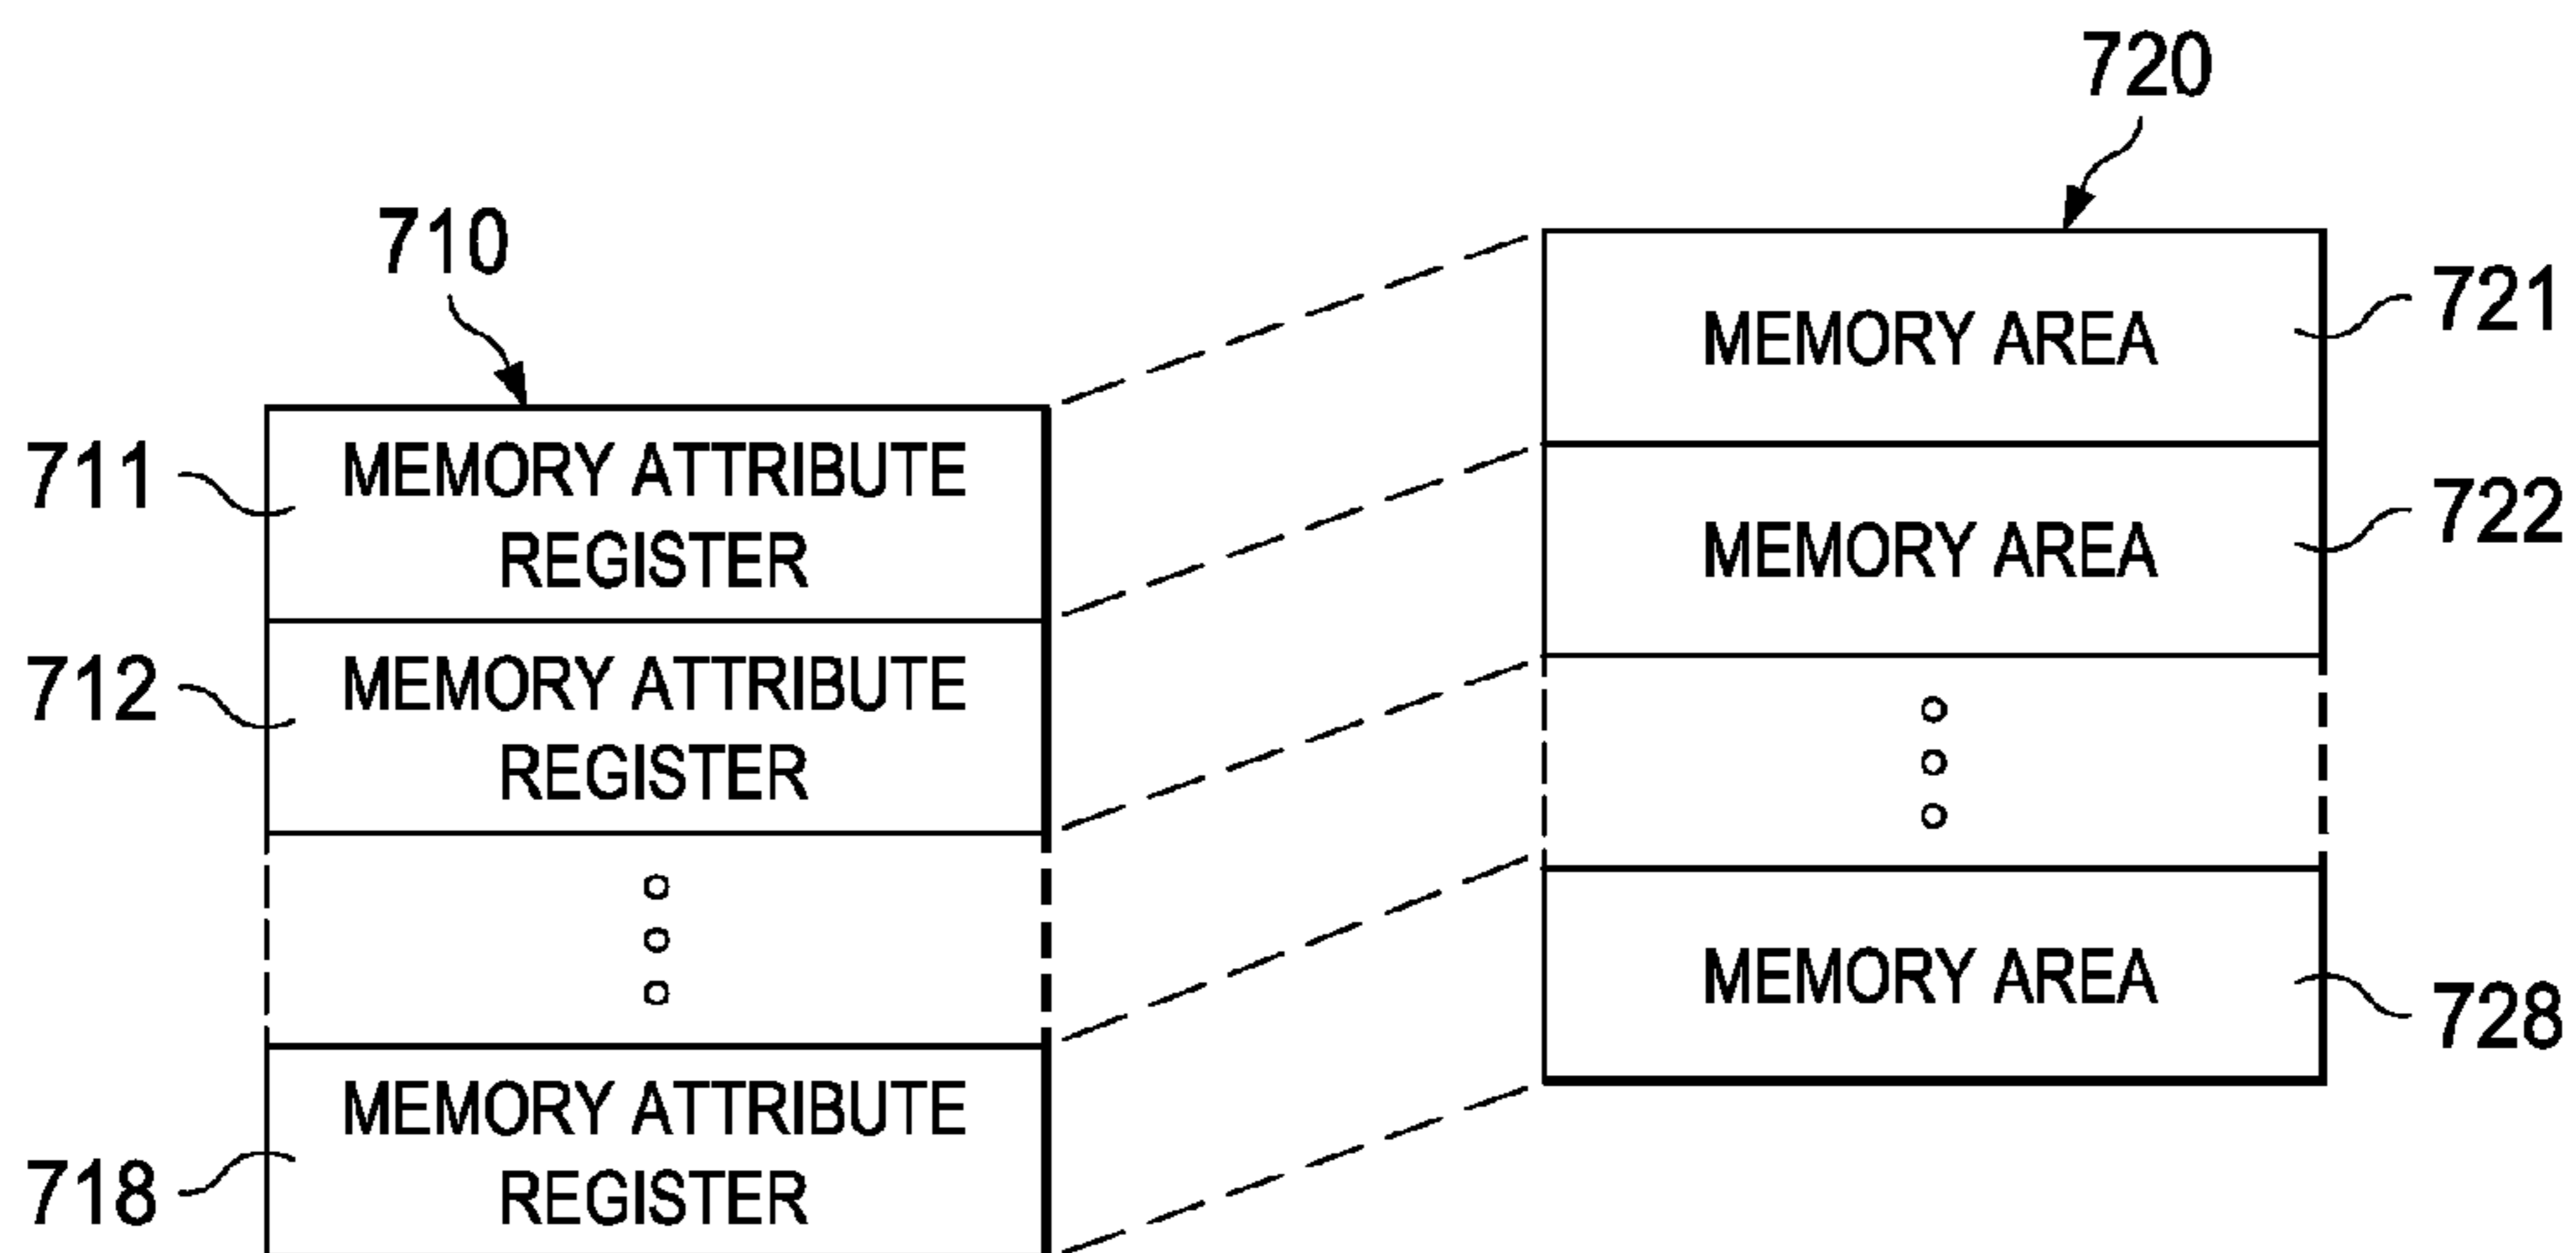 720
710
721
MEMORY AREA
711
MEMORY ATTRIBUTE
REGISTER
722
MEMORY AREA
712
MEMORY ATTRIBUTE
REGISTER
MEMORY AREA
728
718
MEMORY ATTRIBUTE
REGISTER